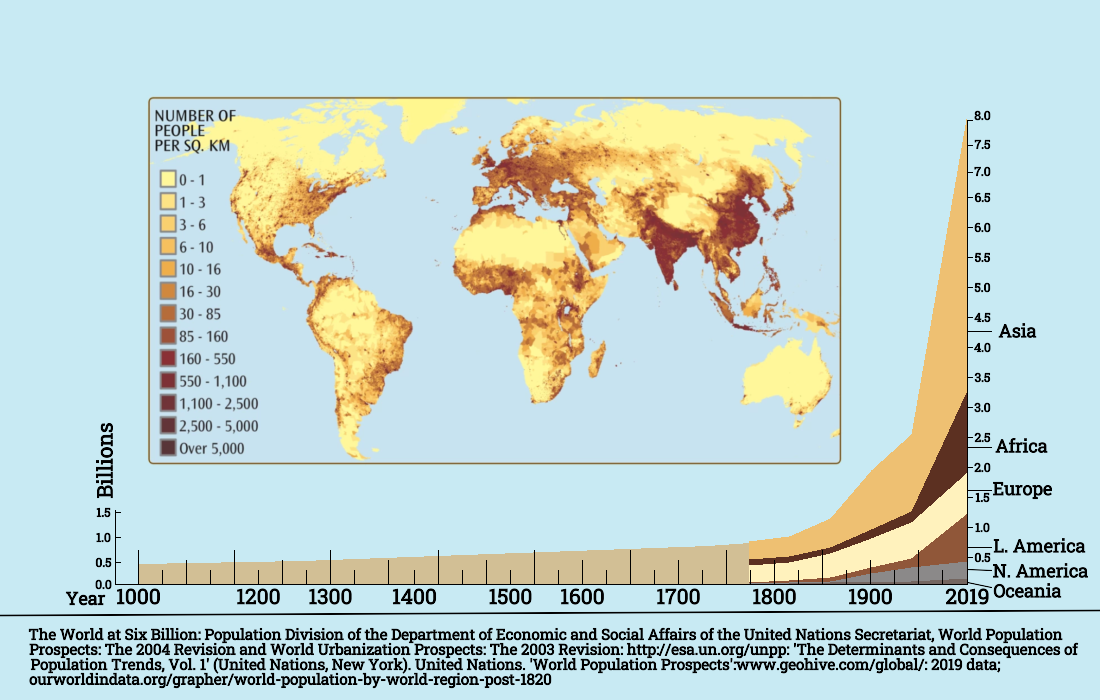 NUMBER OF
PEOPLE
PER SQ. KM
0 - 1
1 - 3
3 - 6
6 - 10
10 - 16
16 - 30
30 - 85
85 - 160
160 - 550
550 - 1,100
1,100 - 2,500
2,500 - 5,000
Over 5,000
8.0
7.5
7.0
6.5
6.0
5.5
5.0
4.5
Asia
4.0
3.5
3.0
2.5
Africa
2.0
Europe
1.5
1.0
L. America
0.5
N. America
Oceania
Billions
1.5
1.0
0.5
0.0
Year 1000 1200 1300 1400 1500 1600 1700 1800 1900 2019
The World at Six Billion: Population Division of the Department of Economic and Social Affairs of the United Nations Secretariat, World Population
Prospects: The 2004 Revision and World Urbanization Prospects: The 2003 Revision: http://esa.un.org/unpp: 'The Determinants and Consequences of
Population Trends, Vol. 1' (United Nations, New York). United Nations. 'World Population Prospects':www.geohive.com/global/: 2019 data;
ourworldindata.org/grapher/world-population-by-world-region-post-1820